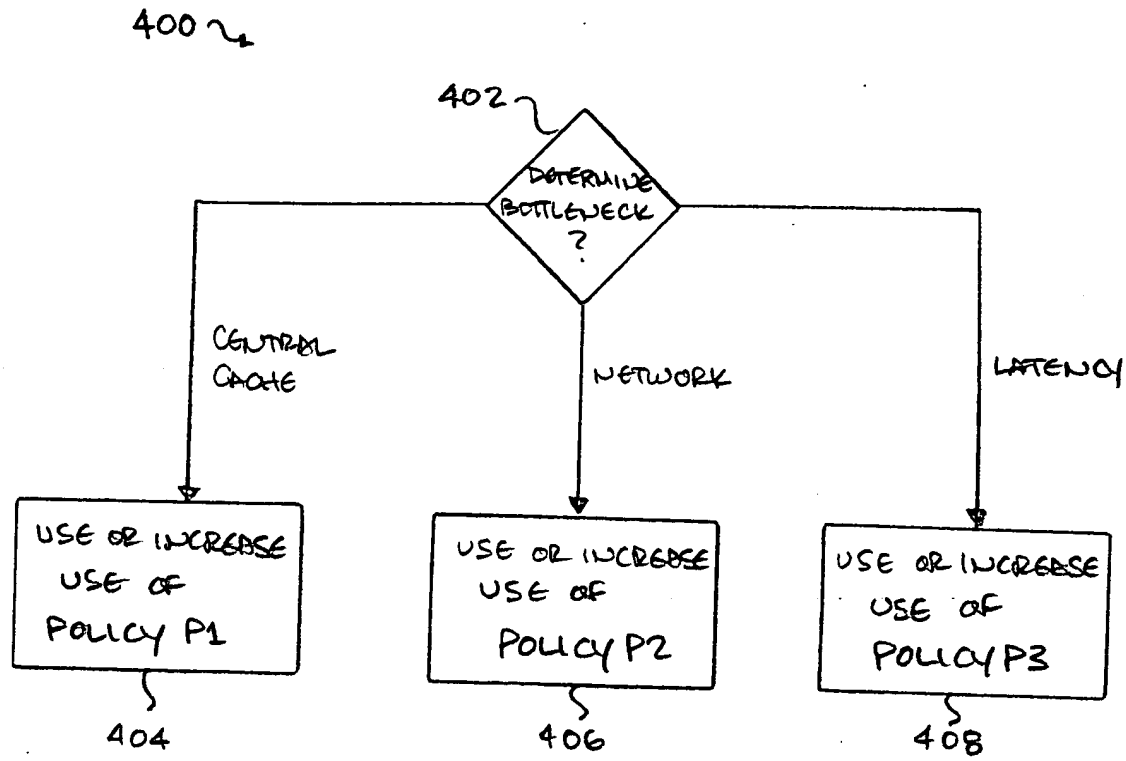 400
402
DETERMINE
BOTTLENECK
?
CENTRAL
CACHE
NETWORK
LATENCY
USE OR INCREASE
USE OF
POLICY P1
USE OR INCREASE
USE OF
POLICY P2
USE OR INCREASE
USE OF
POLICY P3
404
406
408